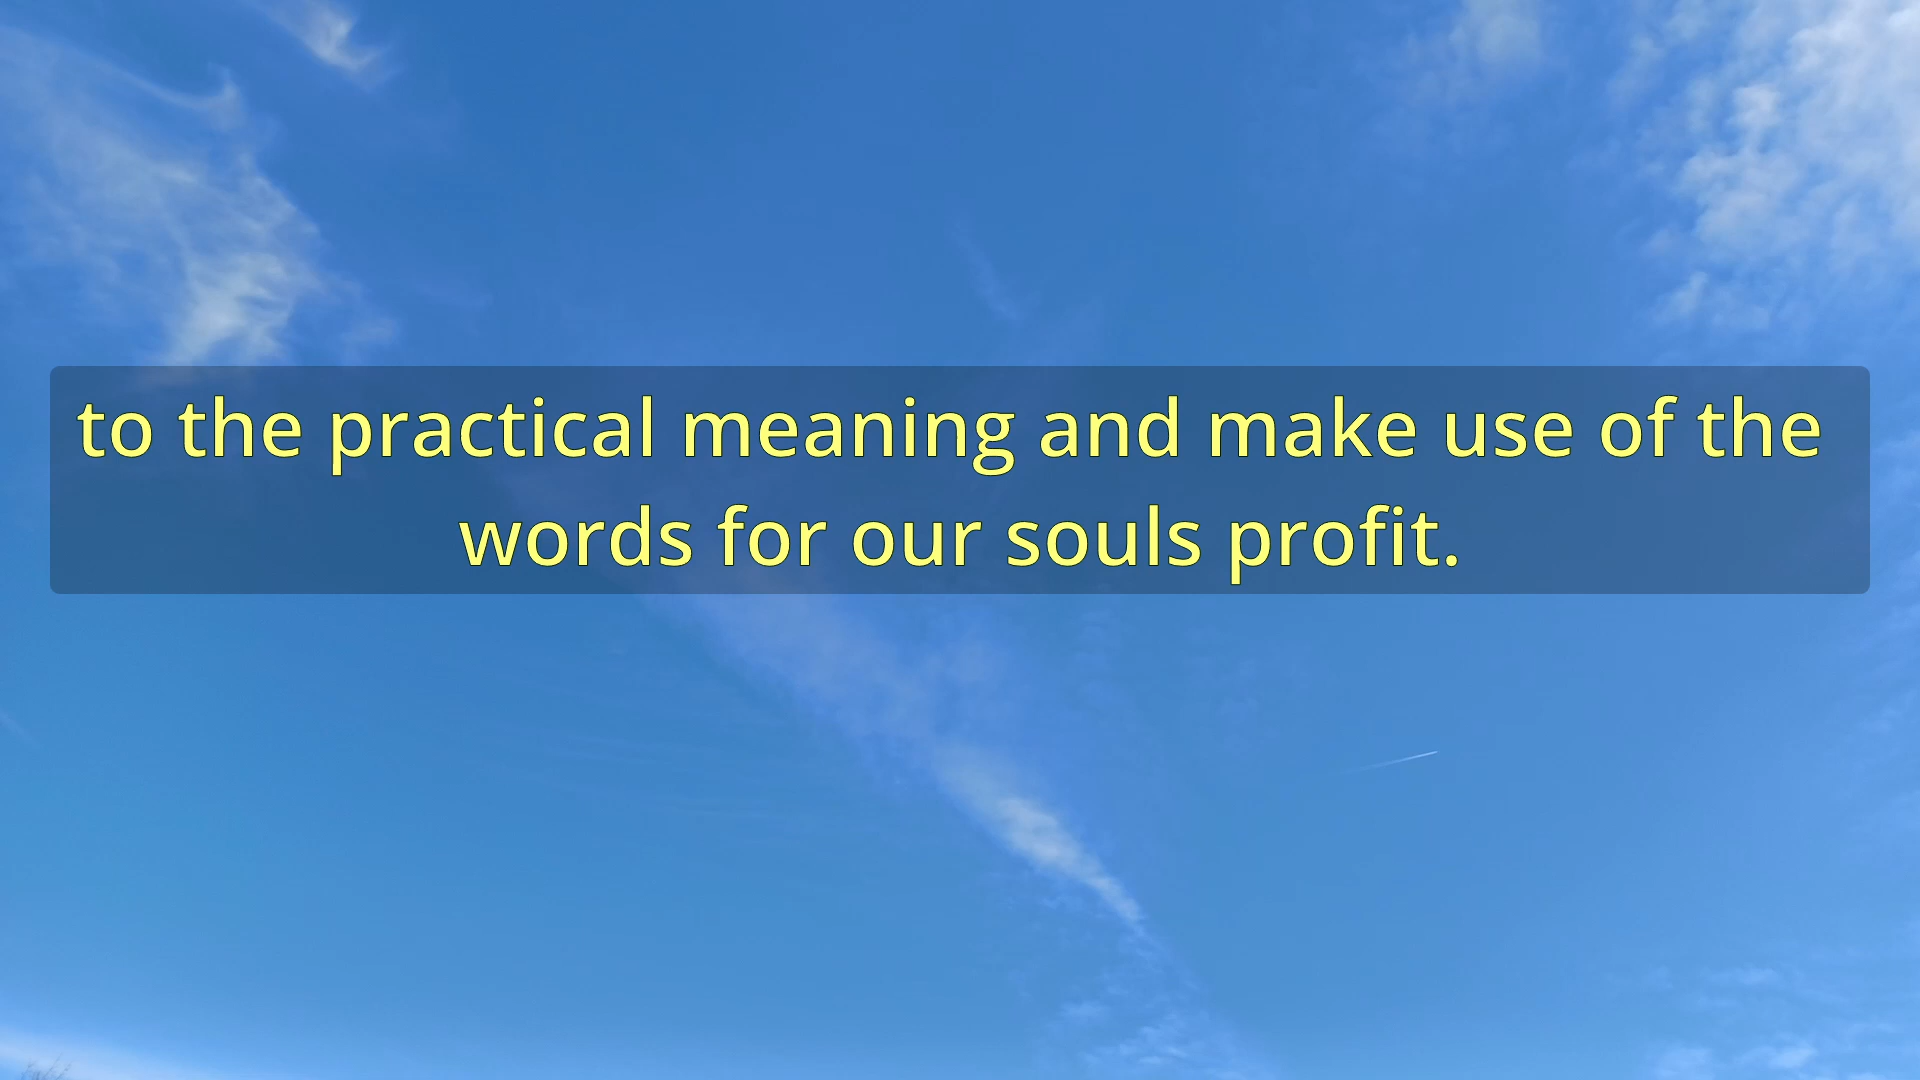 to the practical meaning and make use of the
words for our souls profit.